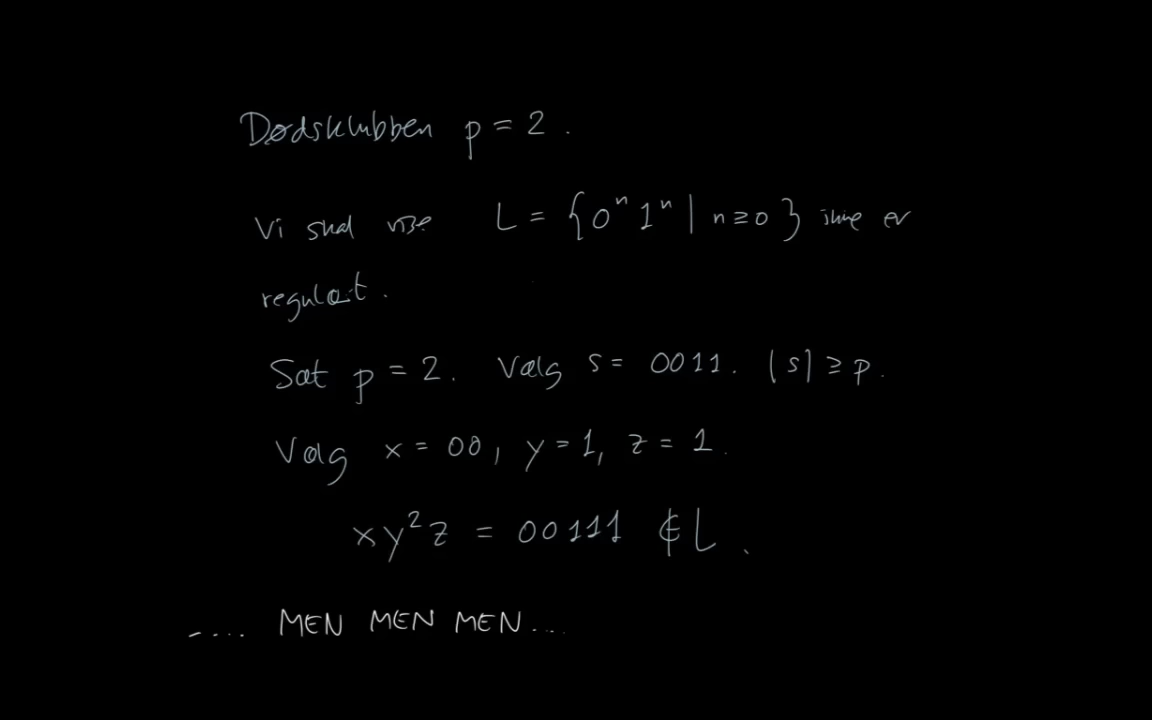 Dødsklubben p = 2.
Vi skal vise L = {0ⁿ 1ⁿ | n ≥ 0} ikke er
regulært.
Sæt p = 2. Vælg s = 0011. |s| ≥ p.
Vælg x = 00, y = 1, z = 1.
xy²z = 00111 ∉ L.
.... MEN MEN MEN....